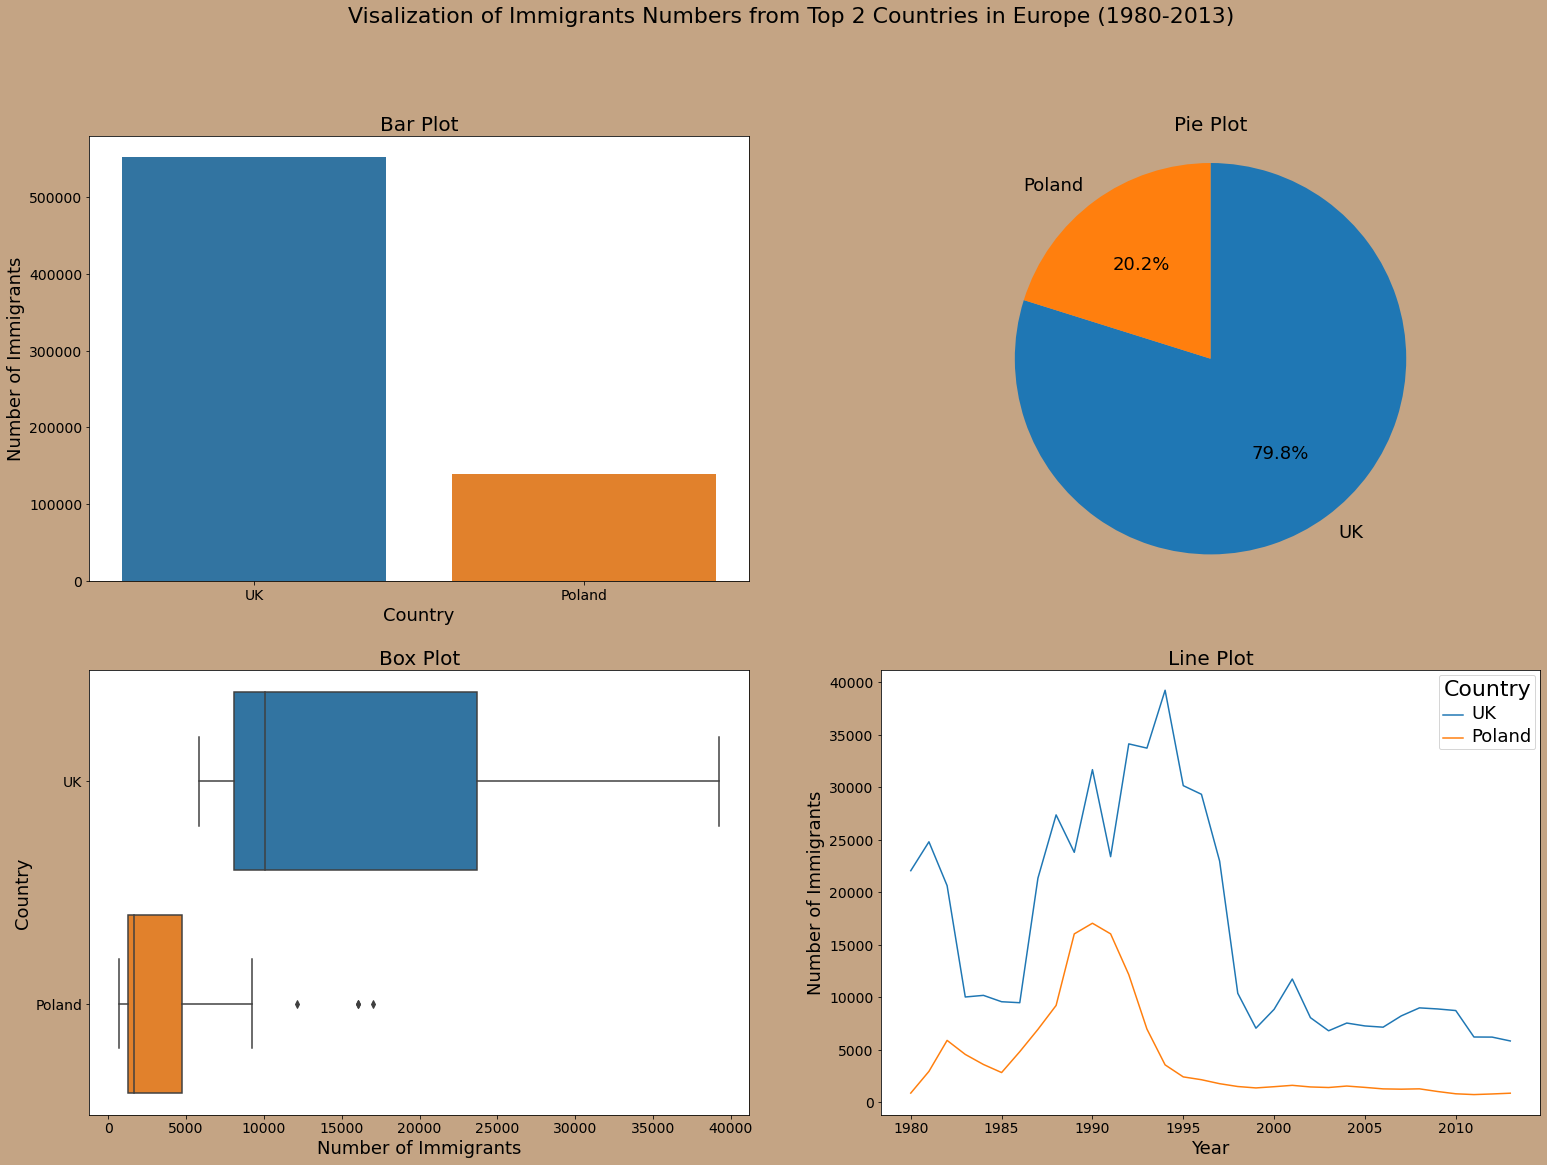 Visalization of Immigrants Numbers from Top 2 Countries in Europe (1980-2013)
Bar Plot
Number of Immigrants
500000
400000
300000
200000
100000
0
UK
Poland
Country
Pie Plot
Poland
20.2%
79.8%
UK
Box Plot
Country
UK
Poland
0 5000 10000 15000 20000 25000 30000 35000 40000
Number of Immigrants
Line Plot
Number of Immigrants
40000
35000
30000
25000
20000
15000
10000
5000
0
Country
UK
Poland
1980 1985 1990 1995 2000 2005 2010
Year